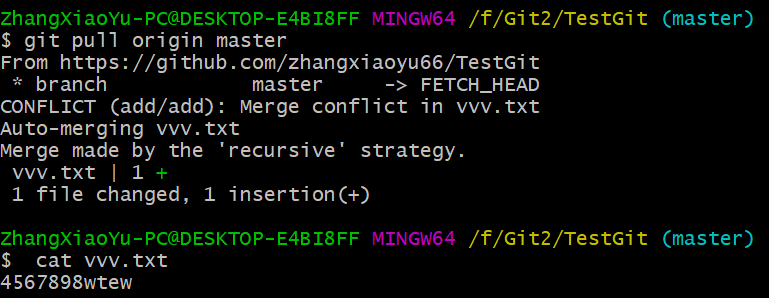 ZhangXiaoYu-PC@DESKTOP-E4BI8FF MINGW64 /f/Git2/TestGit (master)
$ git pull origin master
From https://github.com/zhangxiaoyu66/TestGit
 * branch            master     -> FETCH_HEAD
CONFLICT (add/add): Merge conflict in vvv.txt
Auto-merging vvv.txt
Merge made by the 'recursive' strategy.
 vvv.txt | 1 +
 1 file changed, 1 insertion(+)
ZhangXiaoYu-PC@DESKTOP-E4BI8FF MINGW64 /f/Git2/TestGit (master)
$  cat vvv.txt
4567898wtew